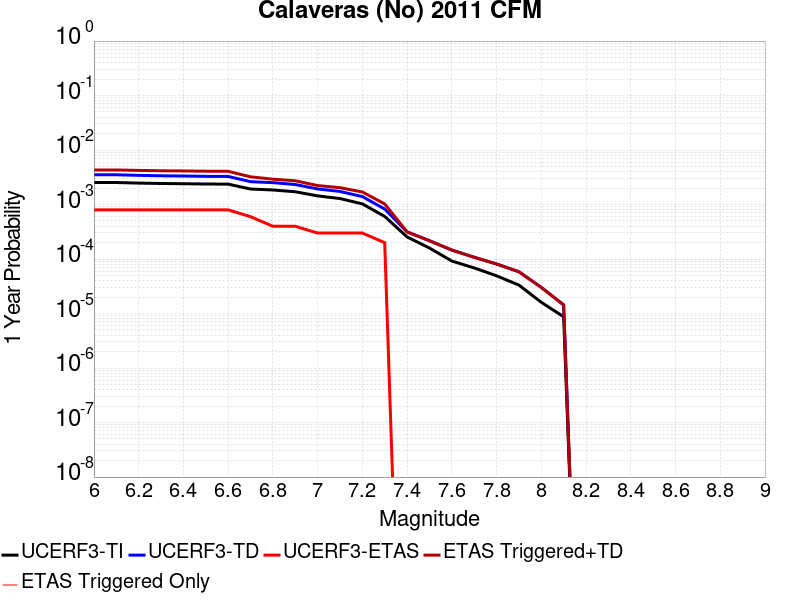 Calaveras (No) 2011 CFM
10^0
10^-1
10^-2
10^-3
10^-4
10^-5
10^-6
10^-7
10^-8
1 Year Probability
6 6.2 6.4 6.6 6.8 7 7.2 7.4 7.6 7.8 8 8.2 8.4 8.6 8.8 9
Magnitude
UCERF3-TI UCERF3-TD UCERF3-ETAS ETAS Triggered+TD
ETAS Triggered Only